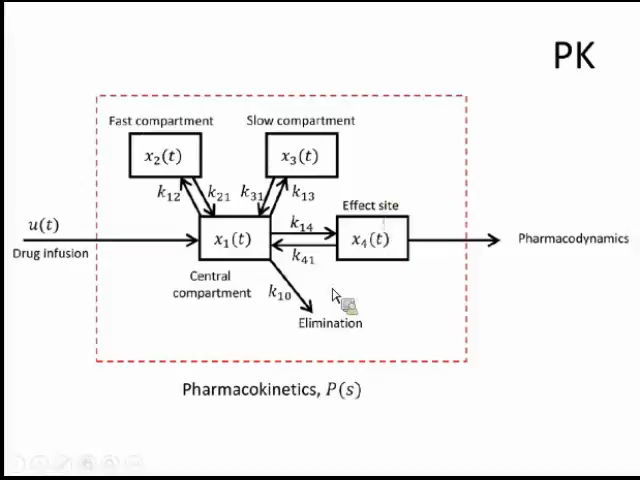 PK
Fast compartment
Slow compartment
x₂(t)
x₃(t)
k₁₂
k₂₁
k₃₁
k₁₃
Effect site
u(t)
k₁₄
x₁(t)
x₄(t)
Pharmacodynamics
Drug infusion
k₄₁
Central
compartment
k₁₀
Elimination
Pharmacokinetics, P(s)